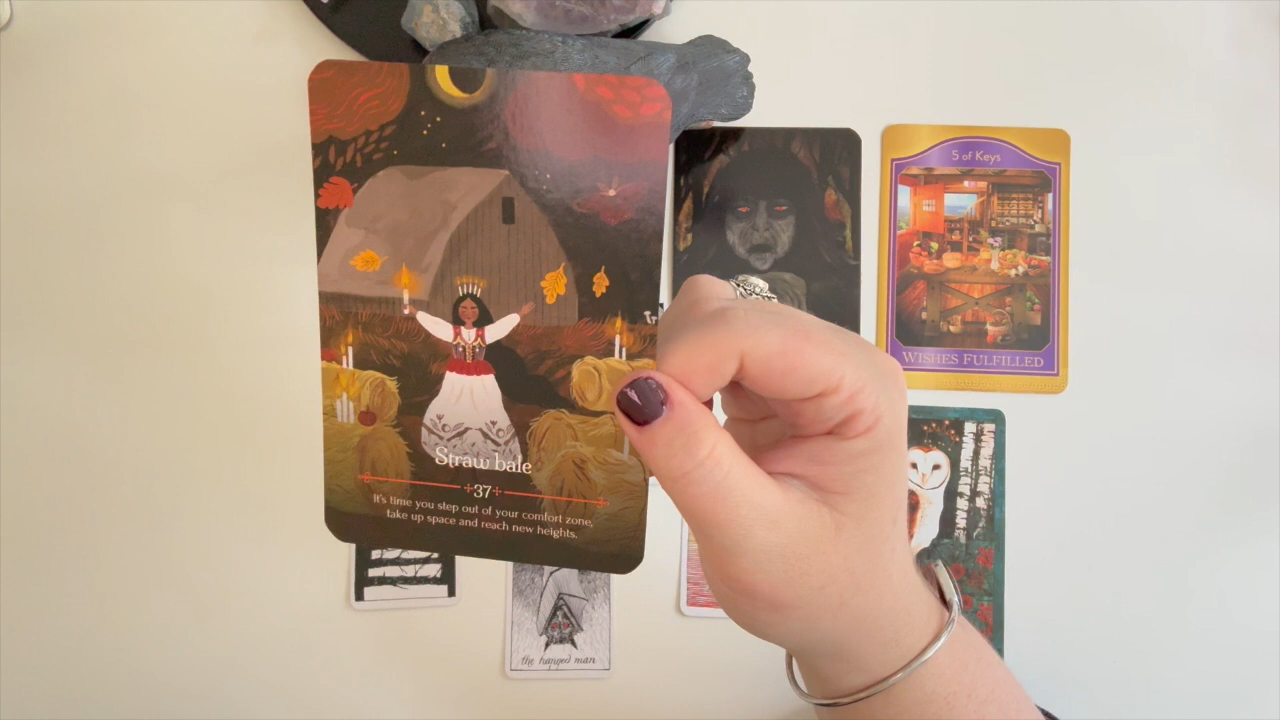 Straw bale
37
It's time you step out of your comfort zone,
take up space and reach new heights.
5 of Keys
WISHES FULFILLED
the hanged man